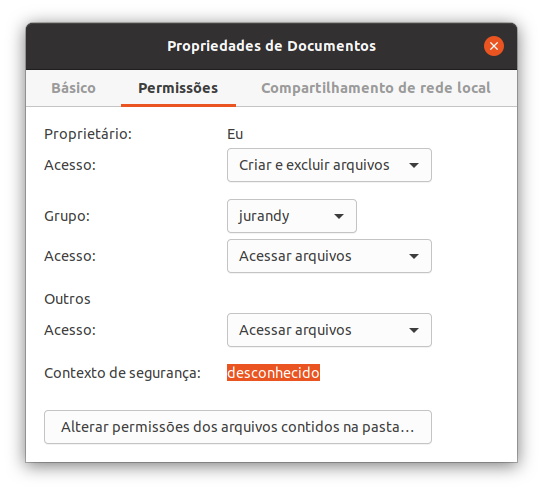 Propriedades de Documentos
Básico Permissões Compartilhamento de rede local
Proprietário: Eu
Acesso: Criar e excluir arquivos
Grupo: jurandy
Acesso: Acessar arquivos
Outros
Acesso: Acessar arquivos
Contexto de segurança: desconhecido
Alterar permissões dos arquivos contidos na pasta...